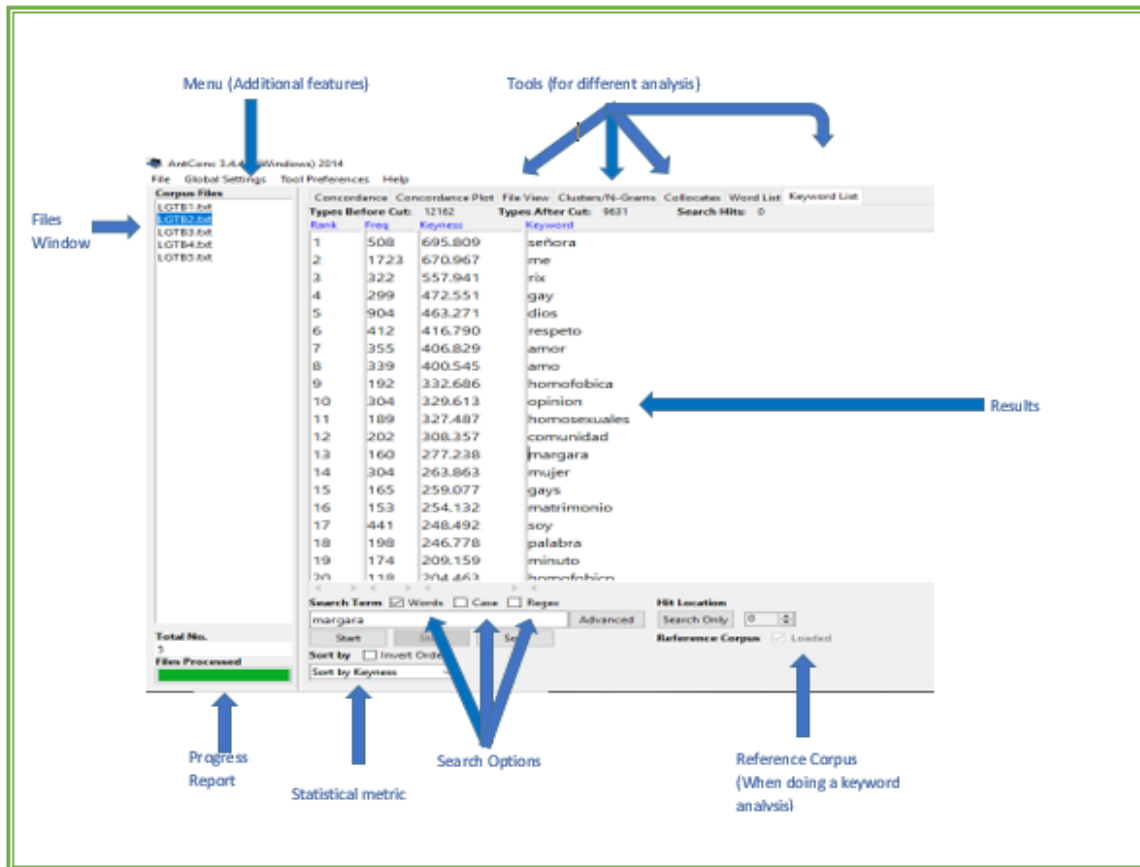 Menu (Additional features)
Tools (for different analysis)
AntConc 3.4.4 (Windows) 2014
File Global Settings Tool Preferences Help
Corpus Files
LGTB1.txt
LGTB2.txt
LGTB3.txt
LGTB4.txt
LGTB5.txt
Files
Window
Concordance Concordance Plot File View Clusters/N-Grams Collocates Word List Keyword List
Types Before Cut: 12162 Types After Cut: 9631 Search Hits: 0
Rank Freq Keyness Keyword
1 508 695.809 señora
2 1723 670.967 me
3 322 557.941 rix
4 299 472.551 gay
5 904 463.271 dios
6 412 416.790 respeto
7 355 406.829 amor
8 339 400.545 amo
9 192 332.686 homofobica
10 304 329.613 opinion
11 189 327.487 homosexuales
12 202 308.357 comunidad
13 160 277.238 margara
14 304 263.863 mujer
15 165 259.077 gays
16 153 254.132 matrimonio
17 441 248.492 soy
18 198 246.778 palabra
19 174 209.159 minuto
20 118 204.463 homofobico
Results
Search Term Words Case Regex
margara Advanced
Start
Sort by Invert Order
Sort by Keyness
Hit Location
Search Only 0
Reference Corpus Loaded
Total No.
5
Files Processed
Progress
Report
Statistical metric
Search Options
Reference Corpus
(When doing a keyword
analysis)